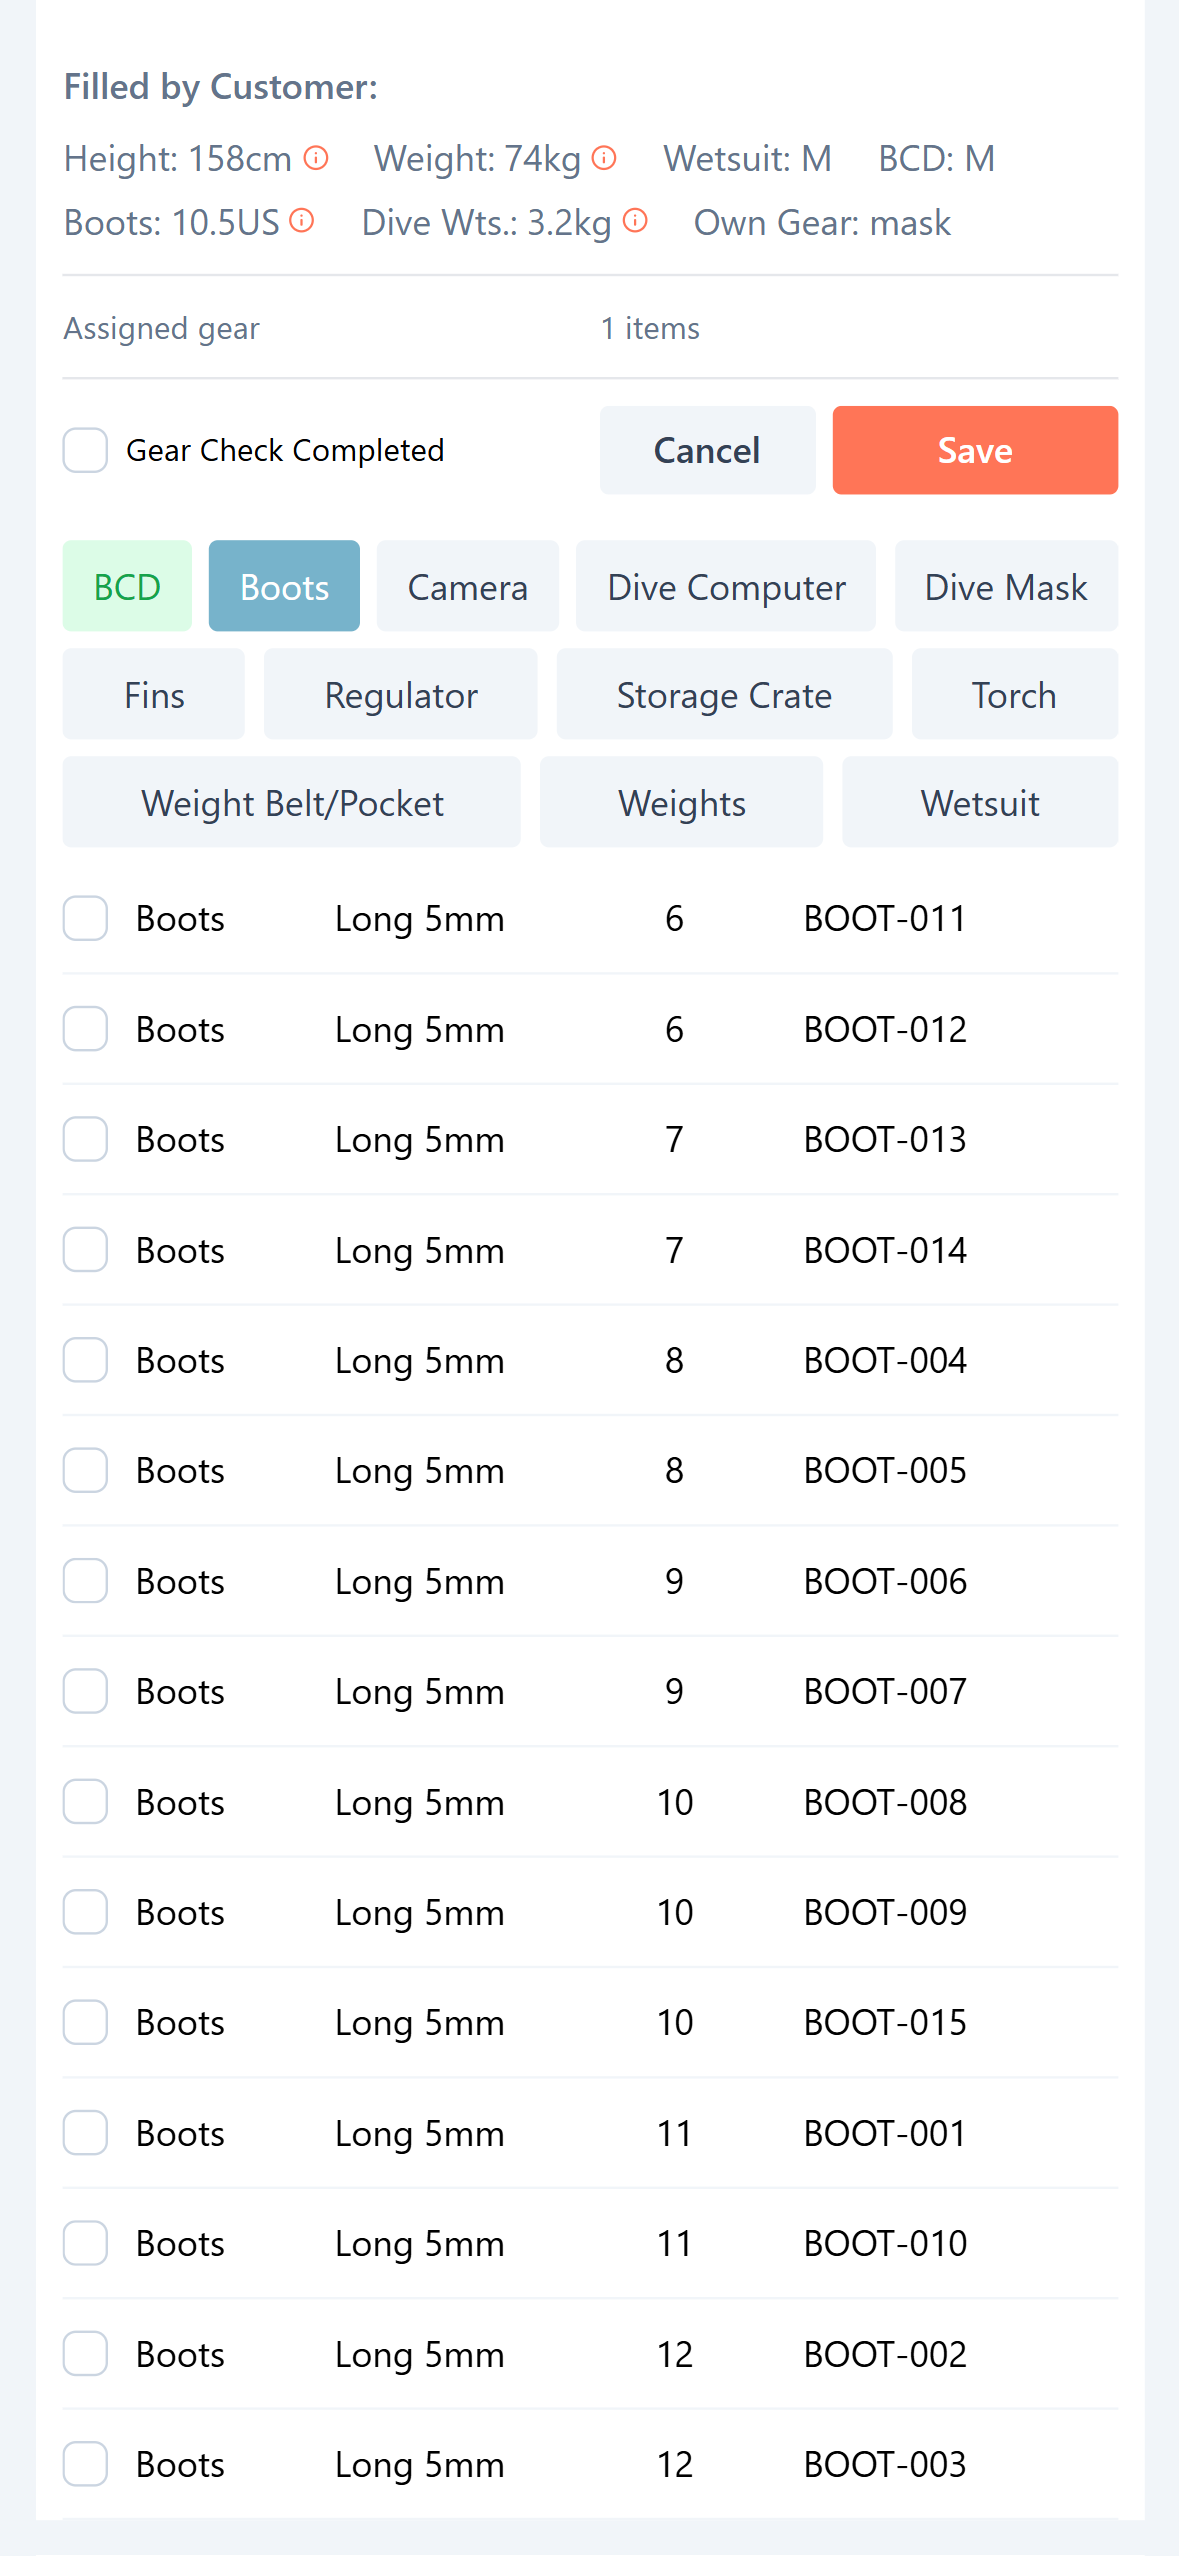 Filled by Customer:
Height: 158cm Weight: 74kg Wetsuit: M BCD: M
Boots: 10.5US Dive Wts.: 3.2kg Own Gear: mask
Assigned gear 1 items
Gear Check Completed Cancel Save
BCD Boots Camera Dive Computer Dive Mask
Fins Regulator Storage Crate Torch
Weight Belt/Pocket Weights Wetsuit
Boots Long 5mm 6 BOOT-011
Boots Long 5mm 6 BOOT-012
Boots Long 5mm 7 BOOT-013
Boots Long 5mm 7 BOOT-014
Boots Long 5mm 8 BOOT-004
Boots Long 5mm 8 BOOT-005
Boots Long 5mm 9 BOOT-006
Boots Long 5mm 9 BOOT-007
Boots Long 5mm 10 BOOT-008
Boots Long 5mm 10 BOOT-009
Boots Long 5mm 10 BOOT-015
Boots Long 5mm 11 BOOT-001
Boots Long 5mm 11 BOOT-010
Boots Long 5mm 12 BOOT-002
Boots Long 5mm 12 BOOT-003